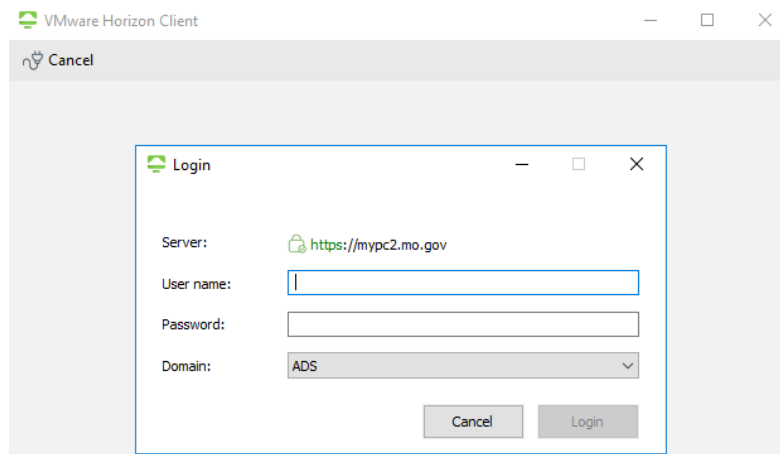 VMware Horizon Client
Cancel
Login
Server: https://mypc2.mo.gov
User name:
Password:
Domain: ADS
Cancel Login